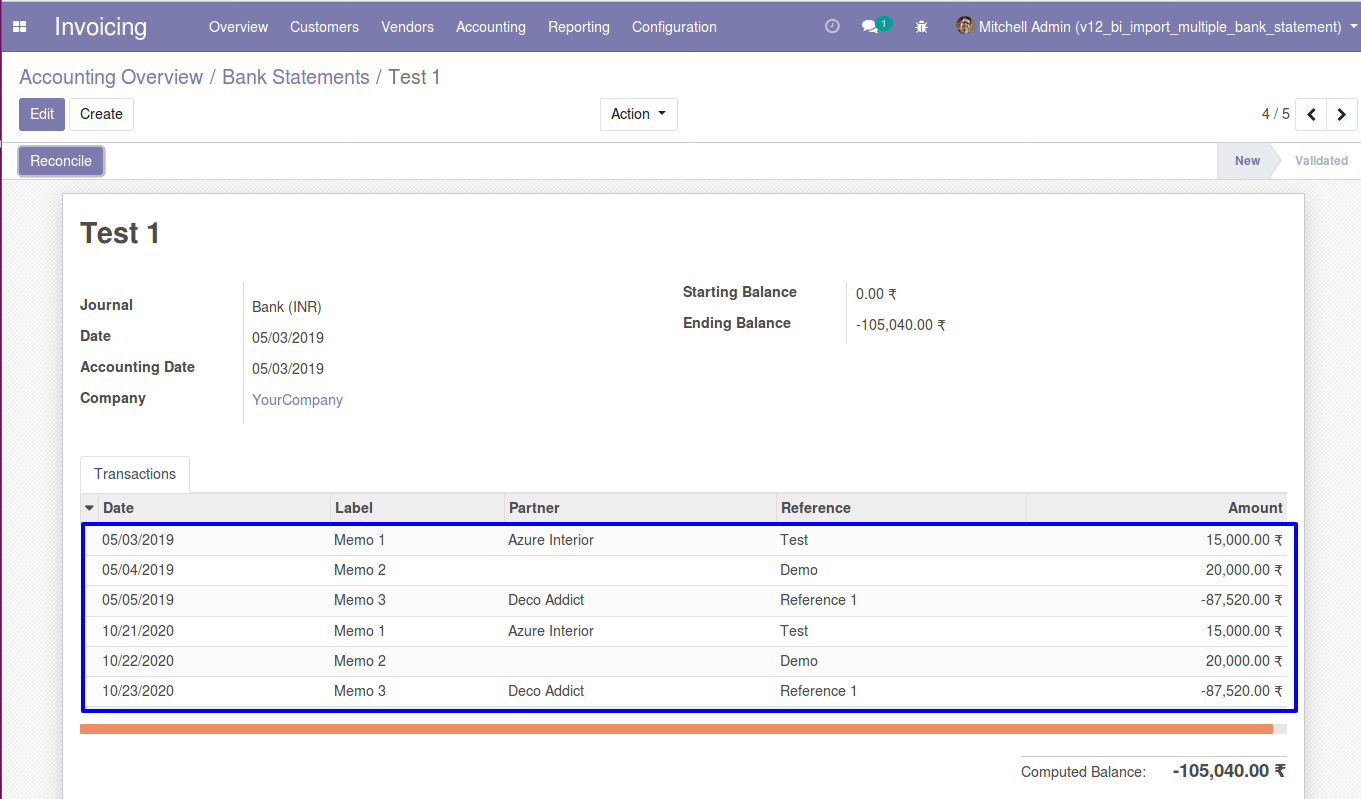 Invoicing Overview Customers Vendors Accounting Reporting Configuration 1 Mitchell Admin (v12_bi_import_multiple_bank_statement)
Accounting Overview / Bank Statements / Test 1
Edit Create Action 4 / 5
Reconcile New Validated
Test 1
Journal Bank (INR) Starting Balance 0.00 ₹
Date 05/03/2019 Ending Balance -105,040.00 ₹
Accounting Date 05/03/2019
Company YourCompany
Transactions
Date Label Partner Reference Amount
05/03/2019 Memo 1 Azure Interior Test 15,000.00 ₹
05/04/2019 Memo 2 Demo 20,000.00 ₹
05/05/2019 Memo 3 Deco Addict Reference 1 -87,520.00 ₹
10/21/2020 Memo 1 Azure Interior Test 15,000.00 ₹
10/22/2020 Memo 2 Demo 20,000.00 ₹
10/23/2020 Memo 3 Deco Addict Reference 1 -87,520.00 ₹
Computed Balance: -105,040.00 ₹